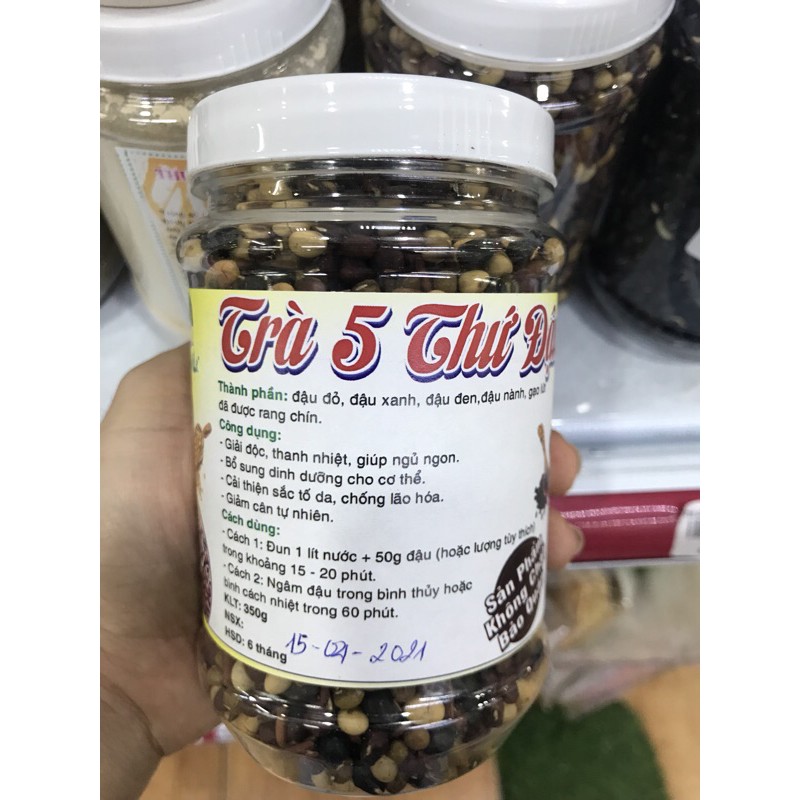 Trà 5 Thứ
Thành phần: đậu đỏ, đậu xanh, đậu đen,đậu nành, gạo lứt
đã được rang chín.
Công dụng:
- Giải độc, thanh nhiệt, giúp ngủ ngon.
- Bổ sung dinh dưỡng cho cơ thể.
- Cải thiện sắc tố da, chống lão hóa.
- Giảm cân tự nhiên.
Cách dùng:
- Cách 1: Đun 1 lít nước + 50g đậu (hoặc lượng tùy thích)
trong khoảng 15 - 20 phút.
- Cách 2: Ngâm đậu trong bình thủy hoặc
bình cách nhiệt trong 60 phút.
KLT: 350g
NSX:
HSD: 6 tháng
15- - 2021
Sản
Không
Bảo